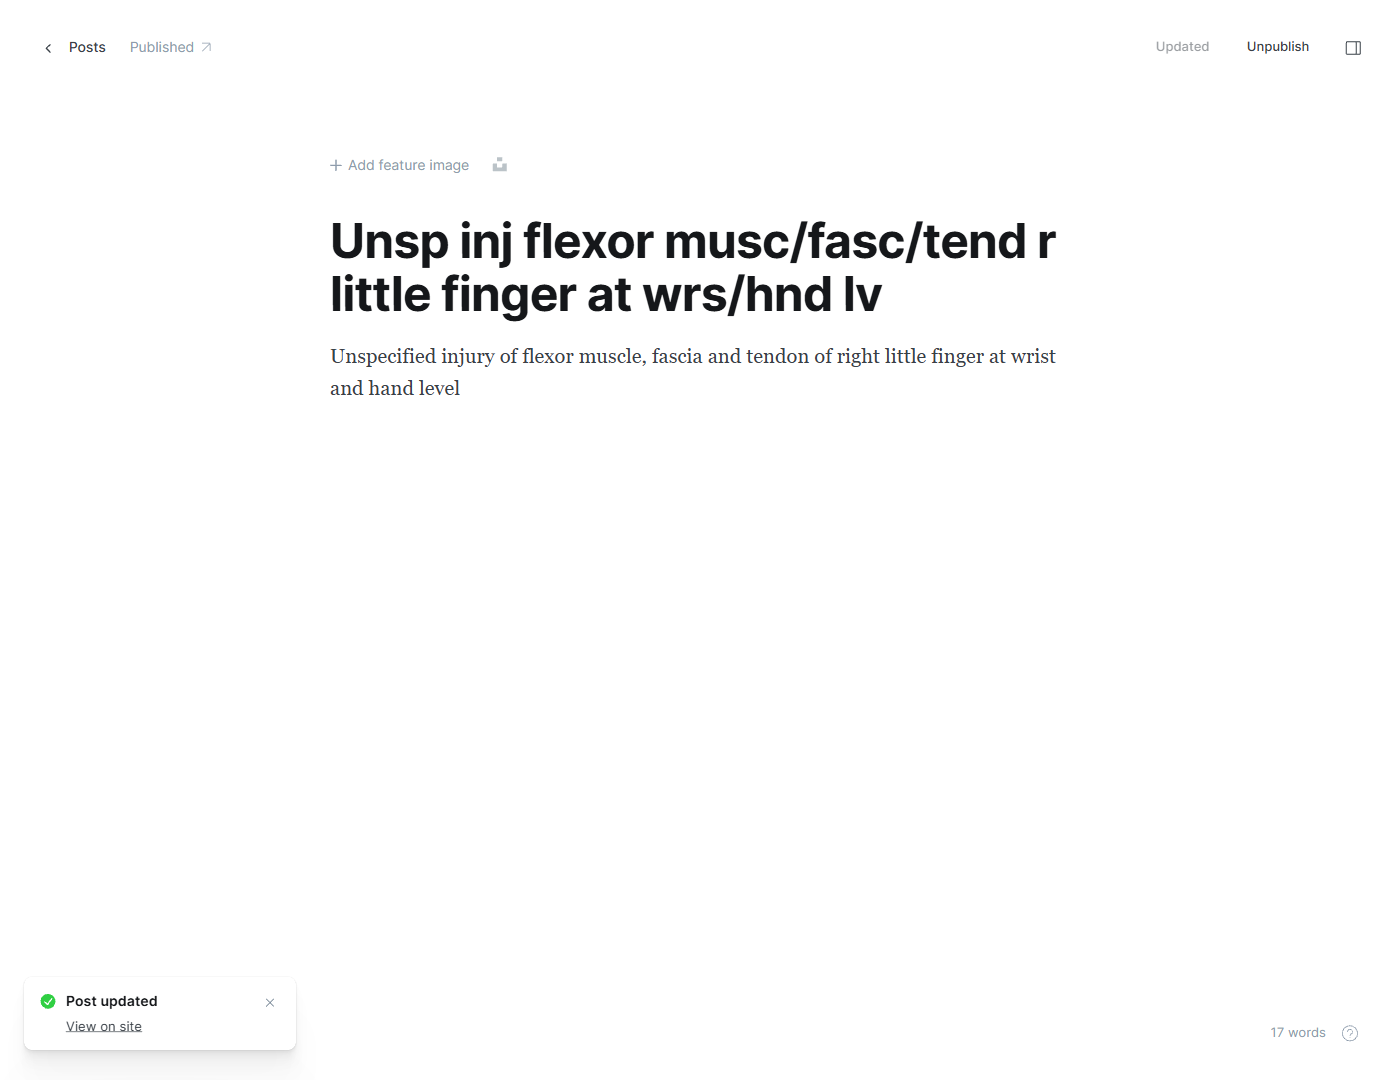 Posts
Published
Updated
Unpublish
Add feature image
Unsp inj flexor musc/fasc/tend r
little finger at wrs/hnd lv
Unspecified injury of flexor muscle, fascia and tendon of right little finger at wrist
and hand level
Post updated
View on site
17 words